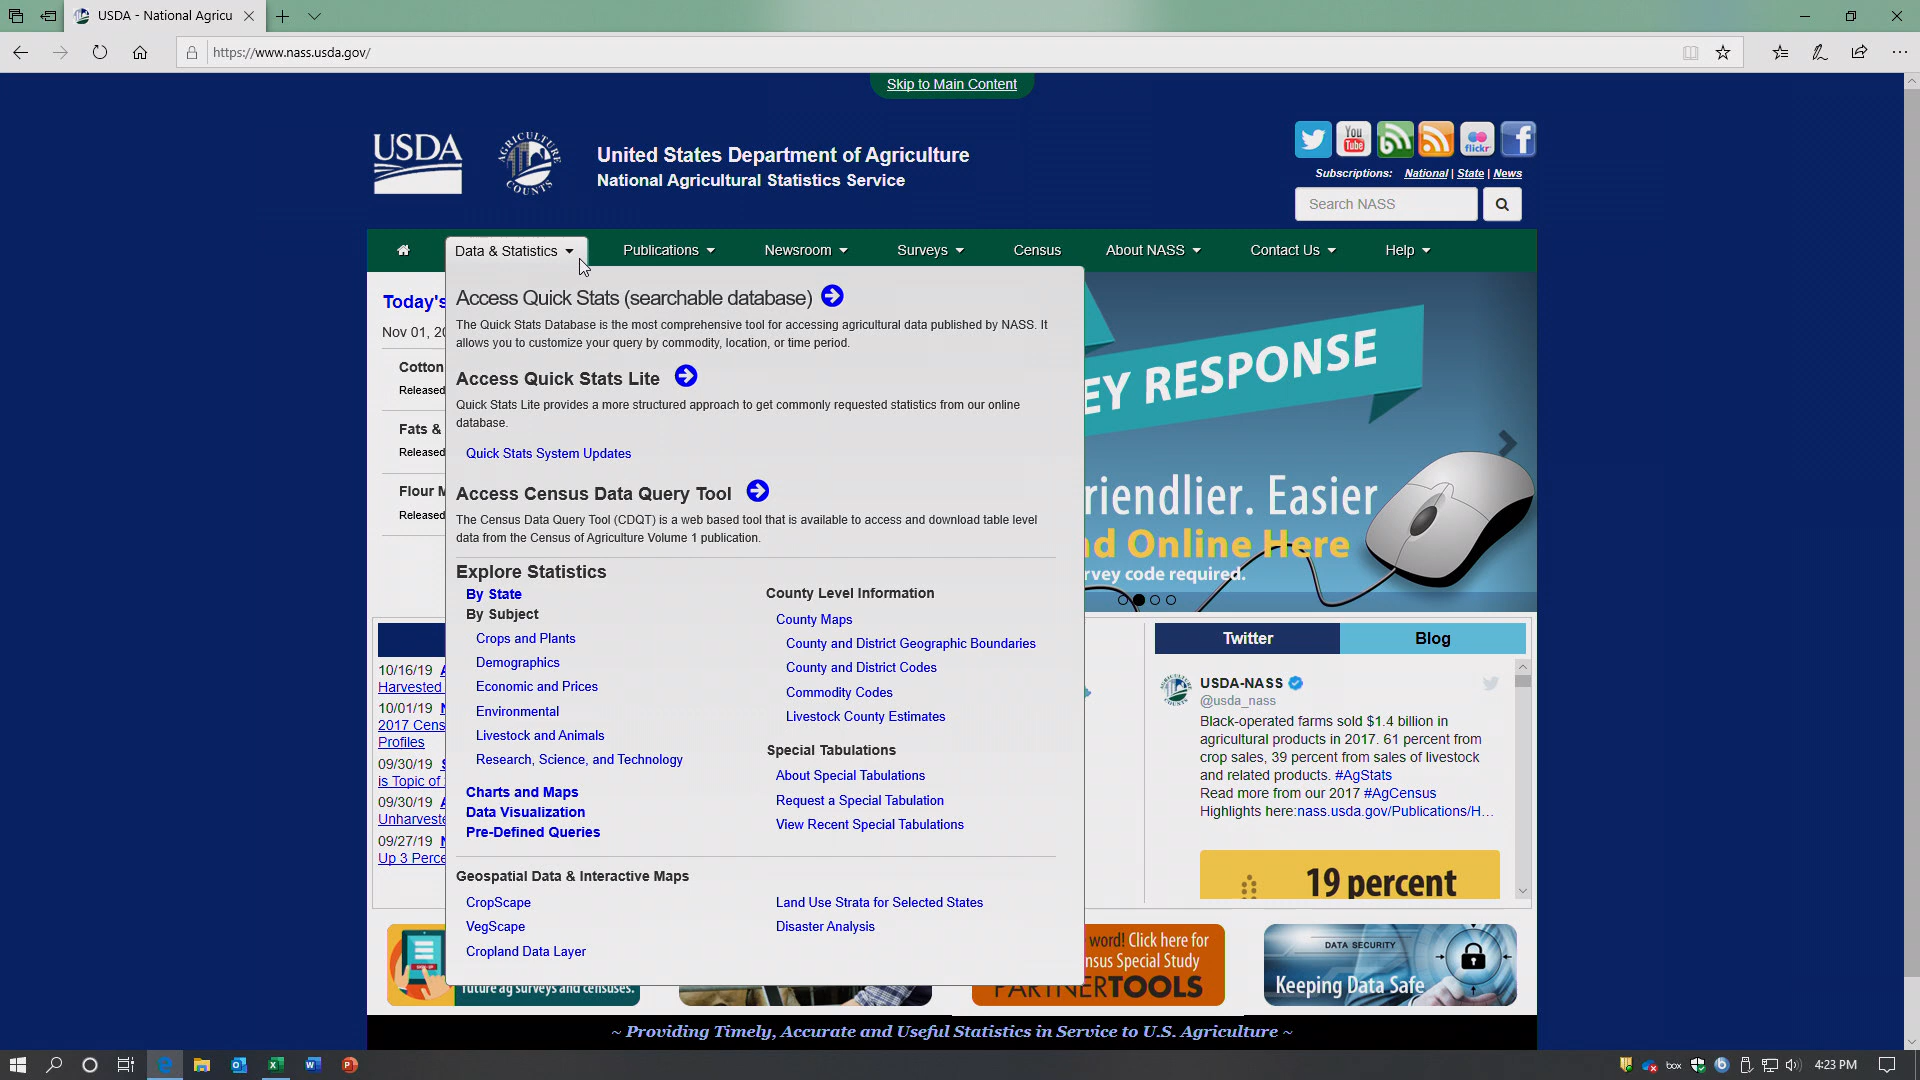 USDA - National Agricu
https://www.nass.usda.gov/
Skip to Main Content
USDA
AGRICULTURE COUNTS
United States Department of Agriculture
National Agricultural Statistics Service
You Tube
flickr
Subscriptions: National | State | News
Search NASS
Data & Statistics
Publications
Newsroom
Surveys
Census
About NASS
Contact Us
Help
Today's
Nov 01, 20
Cotton
Released
Fats &
Released
Flour M
Released
Access Quick Stats (searchable database)
The Quick Stats Database is the most comprehensive tool for accessing agricultural data published by NASS. It
allows you to customize your query by commodity, location, or time period.
Access Quick Stats Lite
Quick Stats Lite provides a more structured approach to get commonly requested statistics from our online
database.
Quick Stats System Updates
Access Census Data Query Tool
The Census Data Query Tool (CDQT) is a web based tool that is available to access and download table level
data from the Census of Agriculture Volume 1 publication.
Explore Statistics
By State
By Subject
Crops and Plants
Demographics
Economic and Prices
Environmental
Livestock and Animals
Research, Science, and Technology
Charts and Maps
Data Visualization
Pre-Defined Queries
County Level Information
County Maps
County and District Geographic Boundaries
County and District Codes
Commodity Codes
Livestock County Estimates
Special Tabulations
About Special Tabulations
Request a Special Tabulation
View Recent Special Tabulations
Geospatial Data & Interactive Maps
CropScape
VegScape
Cropland Data Layer
Land Use Strata for Selected States
Disaster Analysis
EY RESPONSE
riendlier. Easier
nd Online Here
rvey code required.
10/16/19
Harvested
10/01/19
2017 Cens
Profiles
09/30/19
is Topic of
09/30/19
Unharveste
09/27/19
Up 3 Perce
Twitter
Blog
USDA-NASS
@usda_nass
Black-operated farms sold $1.4 billion in
agricultural products in 2017. 61 percent from
crop sales, 39 percent from sales of livestock
and related products. #AgStats
Read more from our 2017 #AgCensus
Highlights here:nass.usda.gov/Publications/H…
19 percent
future ag surveys and censuses.
word! Click here for
nsus Special Study
PARTNERTOOLS
DATA SECURITY
Keeping Data Safe
~ Providing Timely, Accurate and Useful Statistics in Service to U.S. Agriculture ~
box
4:23 PM